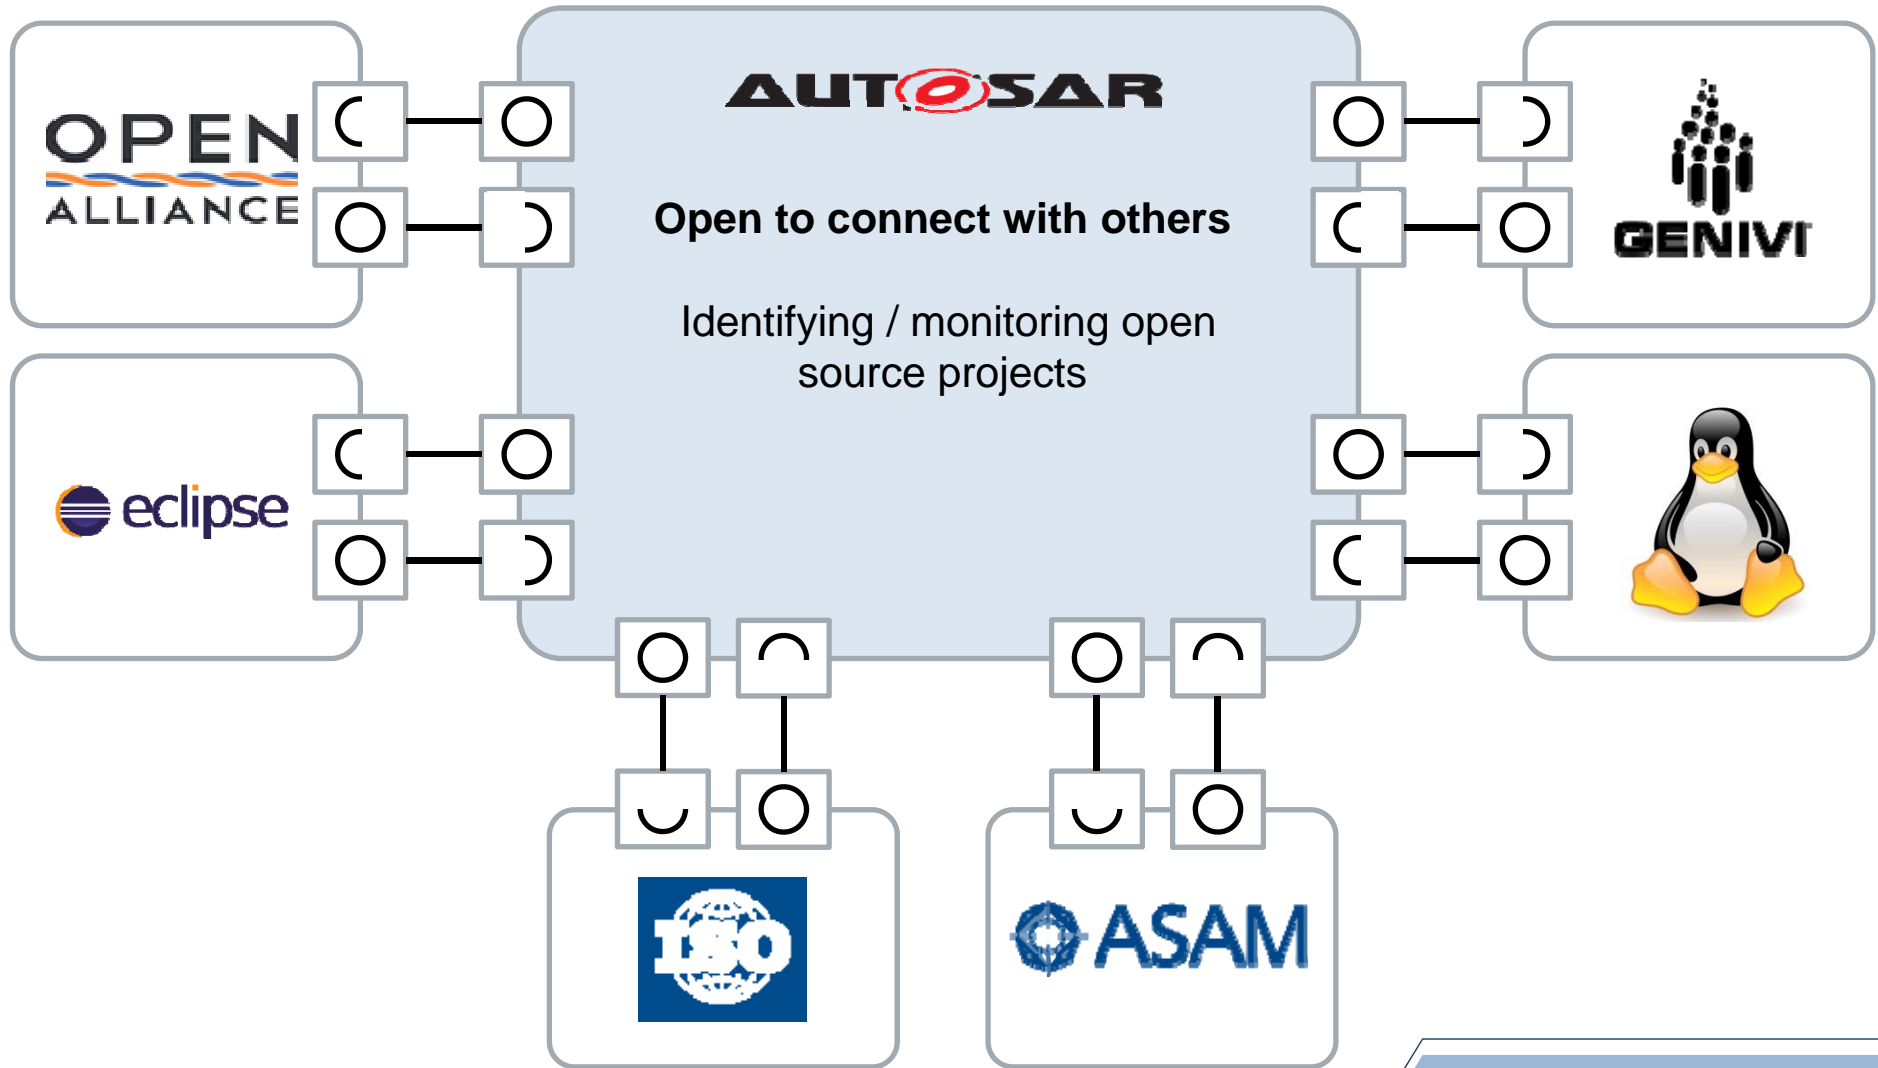 AUTOSAR
OPEN
ALLIANCE
Open to connect with others
GENIVI
Identifying / monitoring open
source projects
eclipse
ISO
ASAM